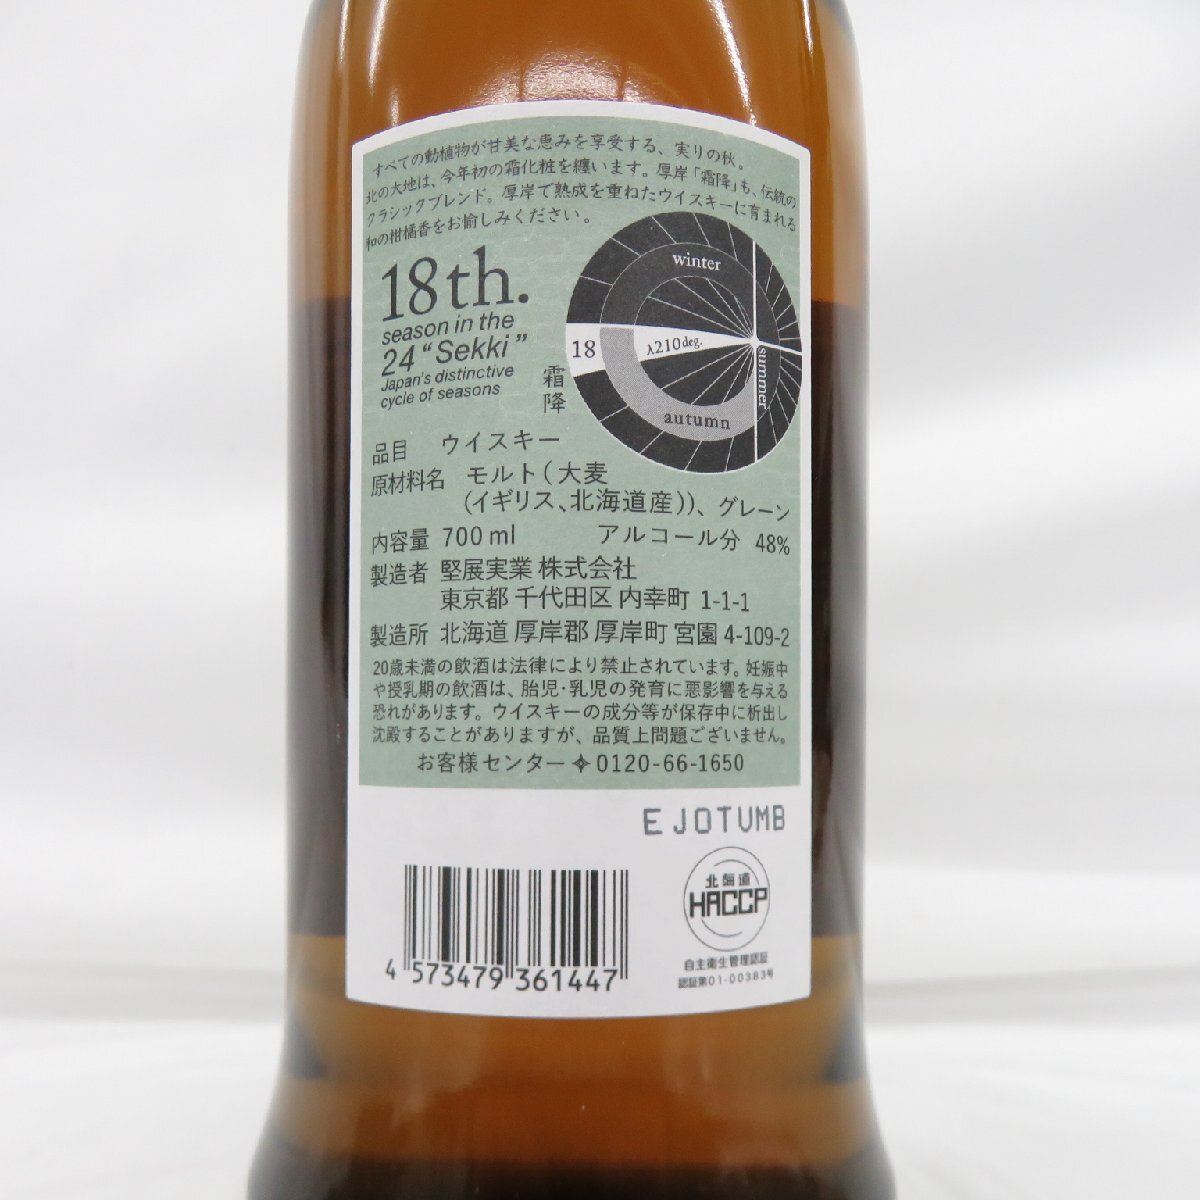 すべての動植物が甘美な恵みを享受する、実りの秋。
北の大地は、今年初の霜化粧を纏います。厚岸「霜降」も、伝統の
クラシックブレンド。厚岸で熟成を重ねたウイスキーに育まれる
和の柑橘香をお愉しみください。
18th.
season in the
24 “Sekki”
Japan's distinctive
cycle of seasons
霜降
winter
18
λ210deg.
summer
autumn
品目 ウイスキー
原材料名 モルト(大麦
(イギリス、北海道産))、グレーン
内容量 700 ml アルコール分 48%
製造者 堅展実業 株式会社
東京都 千代田区 内幸町 1-1-1
製造所 北海道 厚岸郡 厚岸町 宮園 4-109-2
20歳未満の飲酒は法律により禁止されています。妊娠中
や授乳期の飲酒は、胎児・乳児の発育に悪影響を与える
恐れがあります。ウイスキーの成分等が保存中に析出し
沈殿することがありますが、品質上問題ございません。
お客様センター✧0120-66-1650
EJOTUMB
北海道
HACCP
自主衛生管理認証
認証第01-00383号
4 573479 361447